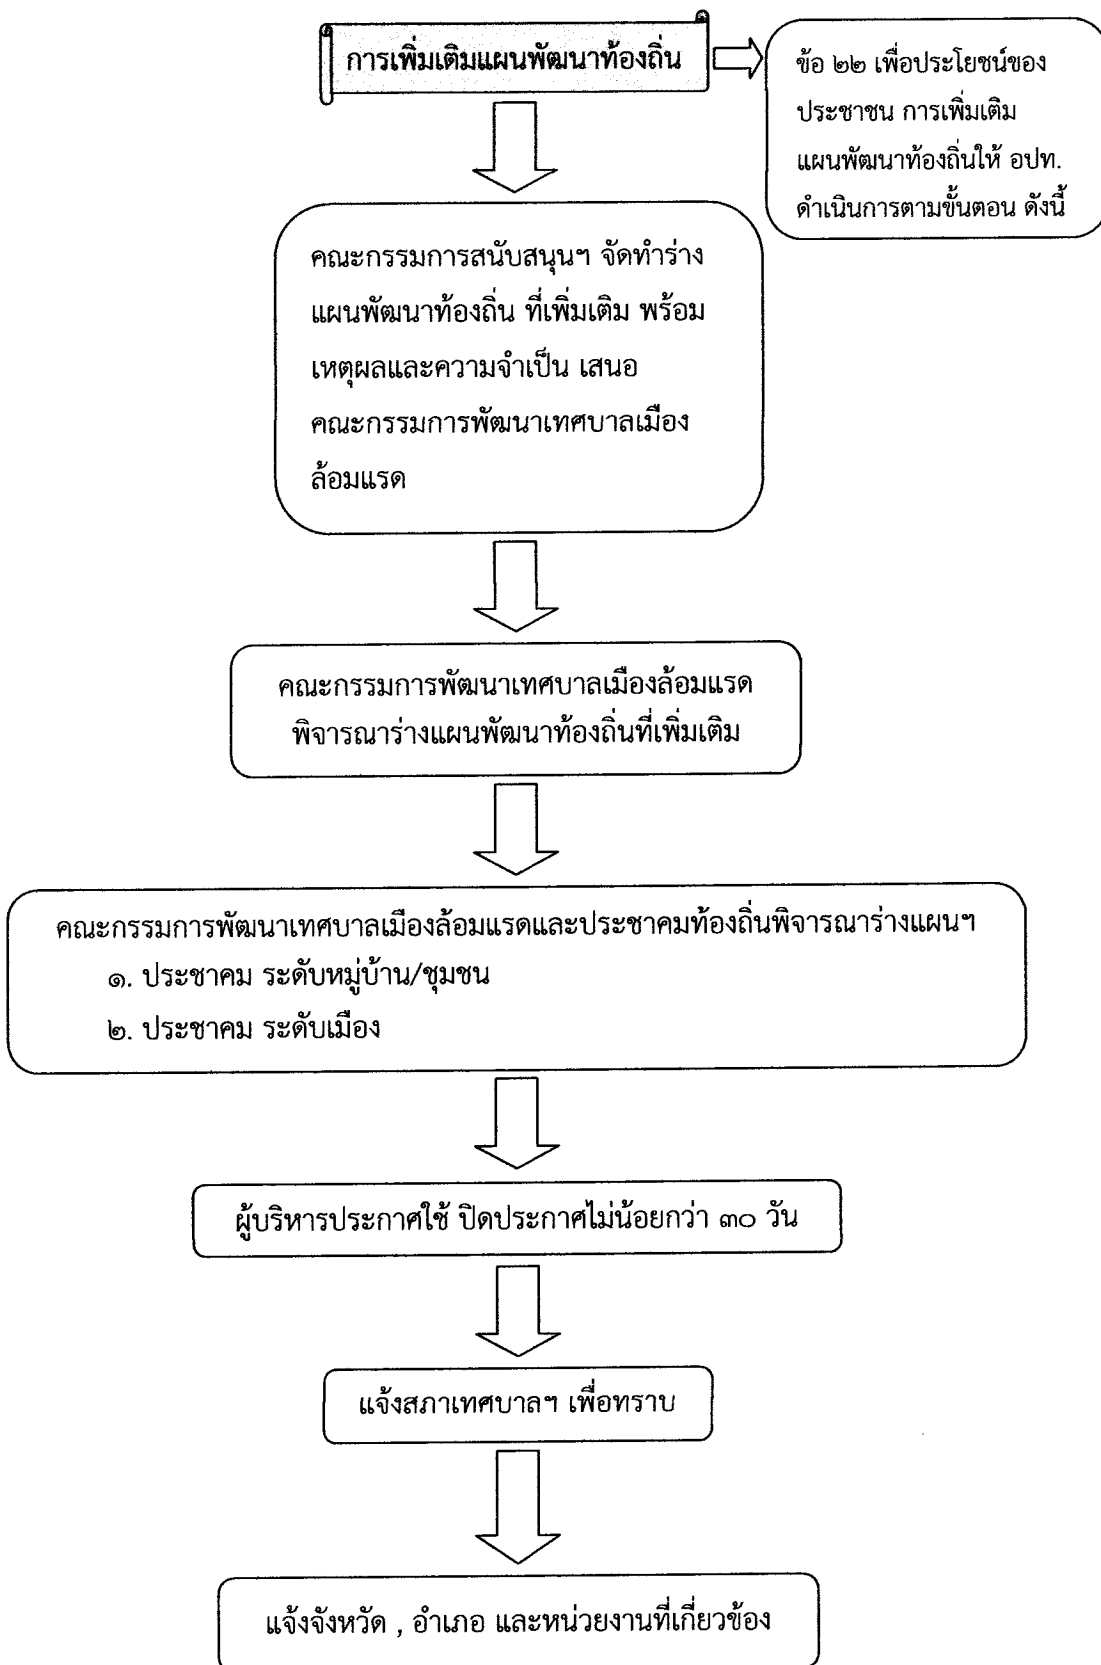 การเพิ่มเติมแผนพัฒนาท้องถิ่น
ข้อ ๒๒ เพื่อประโยชน์ของ
ประชาชน การเพิ่มเติม
แผนพัฒนาท้องถิ่นให้ อปท.
ดำเนินการตามขั้นตอน ดังนี้
คณะกรรมการสนับสนุนฯ จัดทำร่าง
แผนพัฒนาท้องถิ่น ที่เพิ่มเติม พร้อม
เหตุผลและความจำเป็น เสนอ
คณะกรรมการพัฒนาเทศบาลเมือง
ล้อมแรด
คณะกรรมการพัฒนาเทศบาลเมืองล้อมแรด
พิจารณาร่างแผนพัฒนาท้องถิ่นที่เพิ่มเติม
คณะกรรมการพัฒนาเทศบาลเมืองล้อมแรดและประชาคมท้องถิ่นพิจารณาร่างแผนฯ
๑. ประชาคม ระดับหมู่บ้าน/ชุมชน
๒. ประชาคม ระดับเมือง
ผู้บริหารประกาศใช้ ปิดประกาศไม่น้อยกว่า ๓๐ วัน
แจ้งสภาเทศบาลฯ เพื่อทราบ
แจ้งจังหวัด , อำเภอ และหน่วยงานที่เกี่ยวข้อง